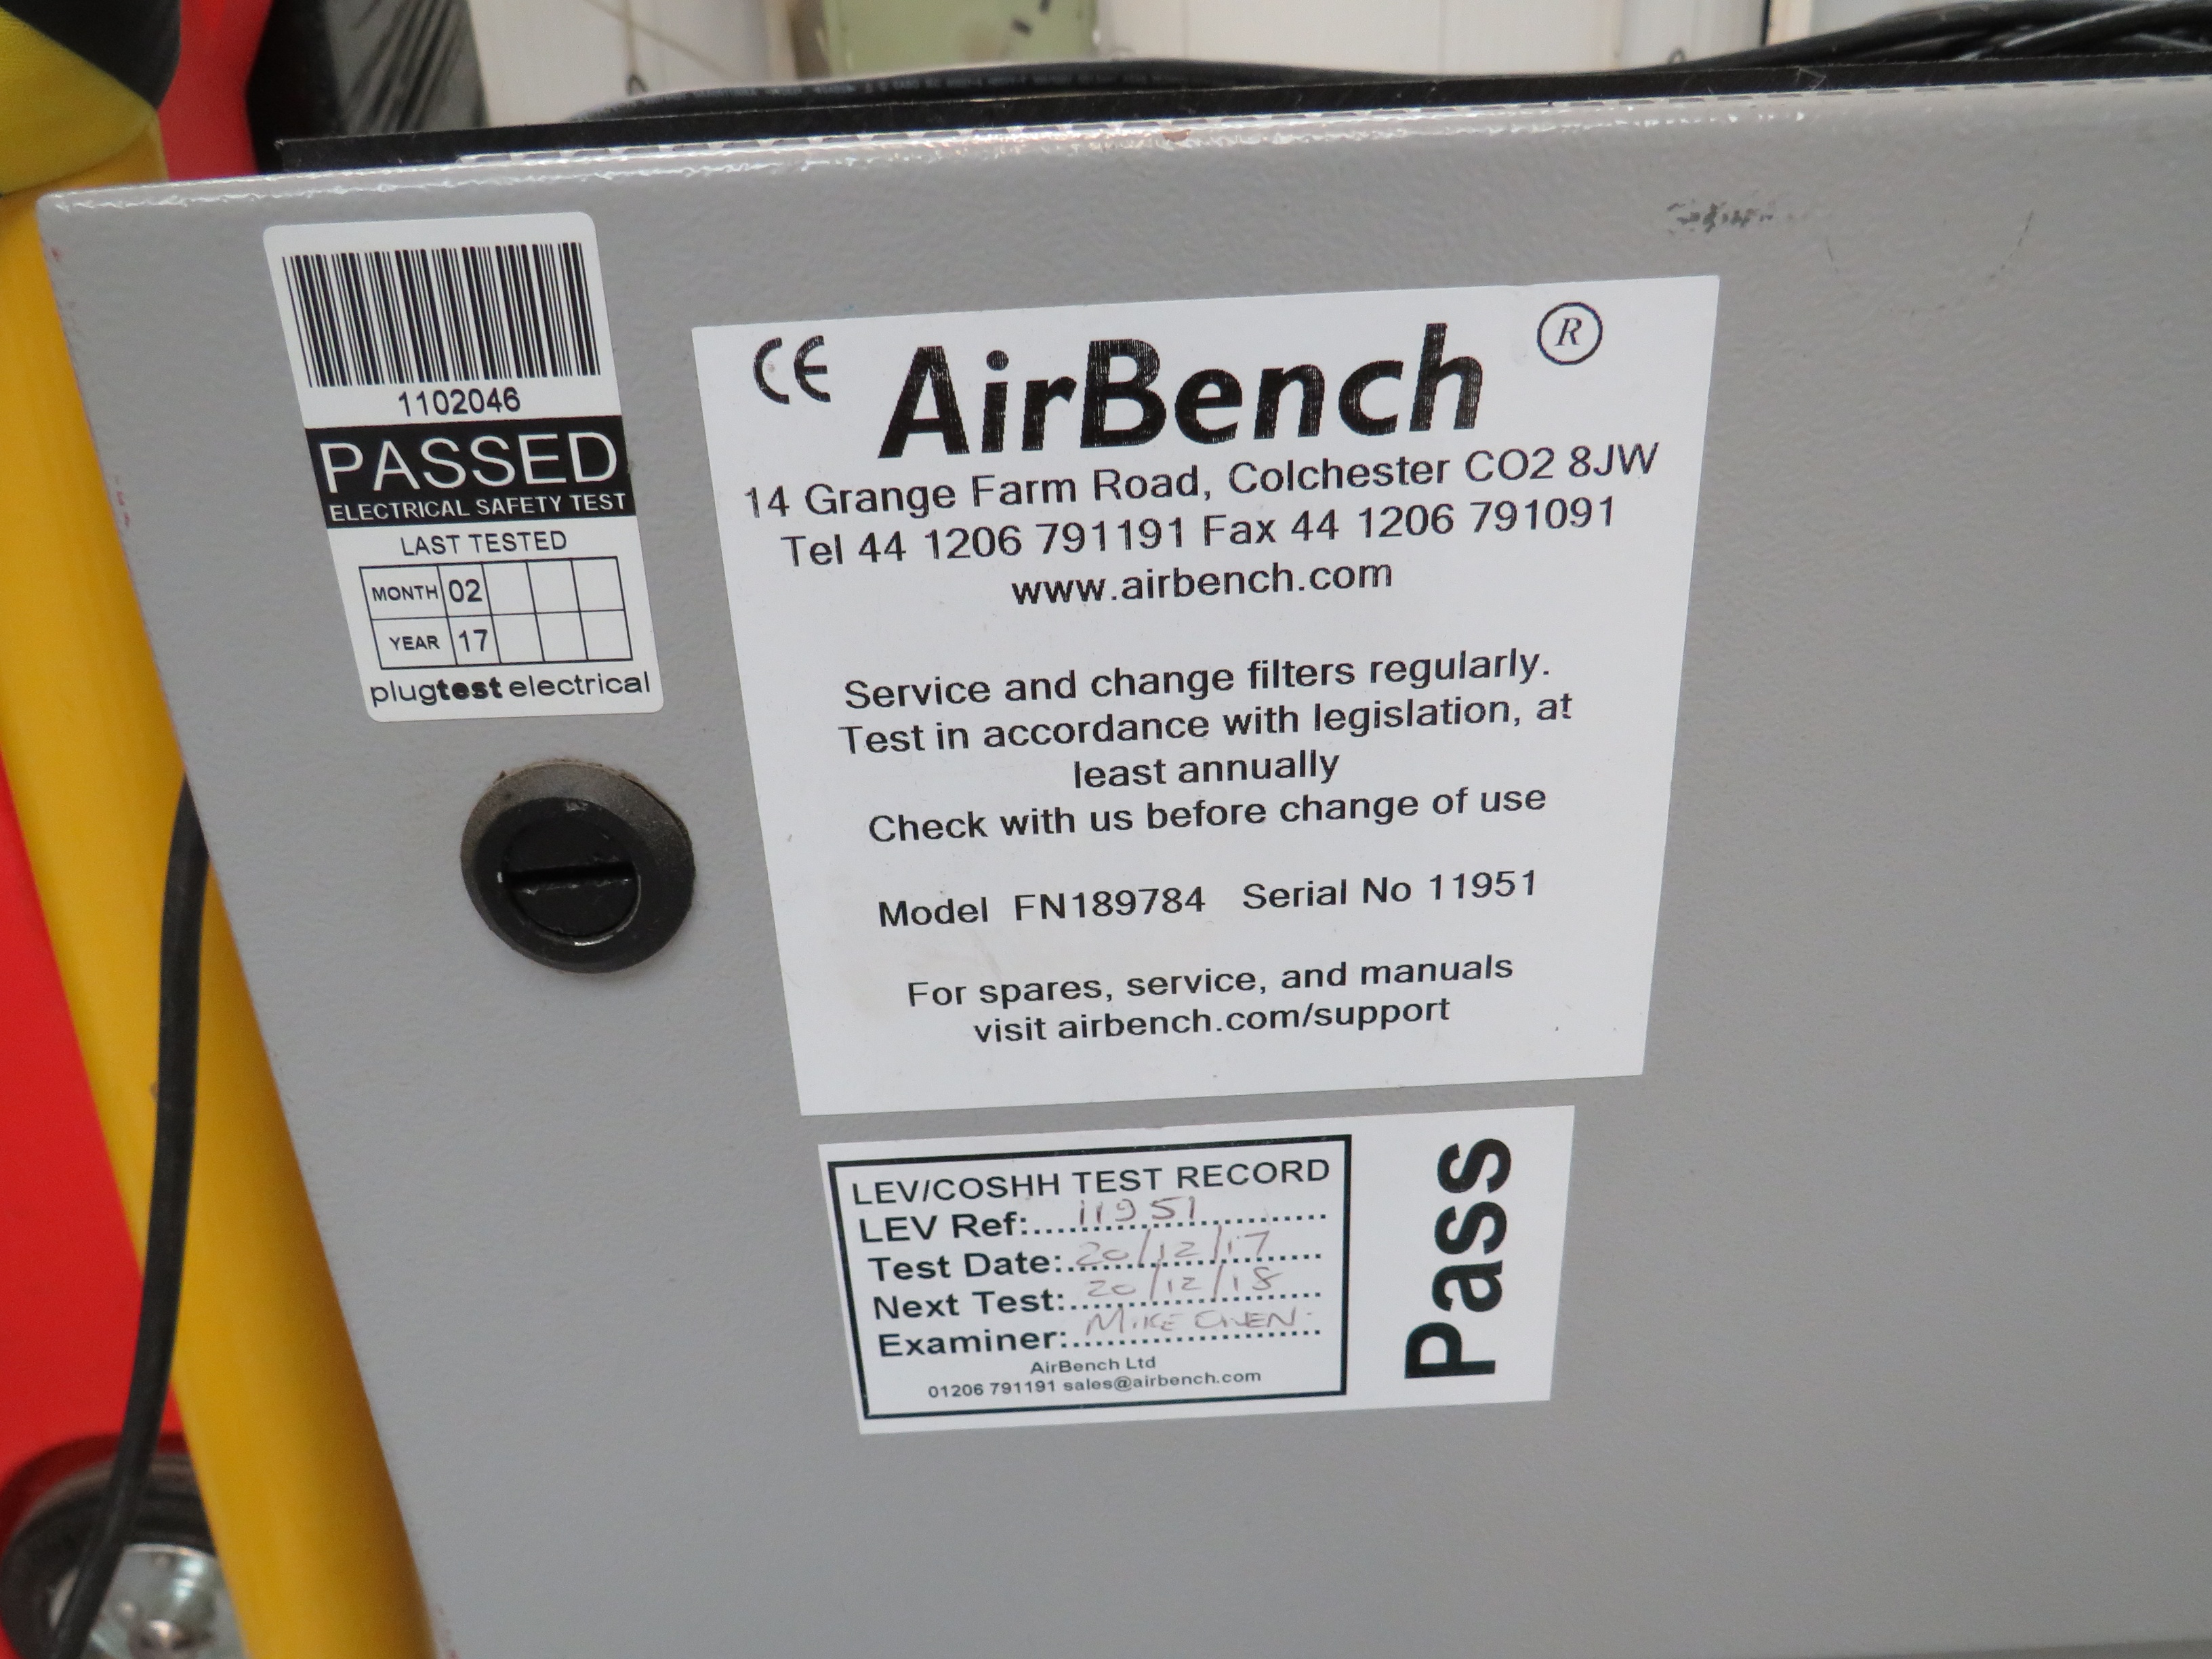 1102046
PASSED
ELECTRICAL SAFETY TEST
LAST TESTED
MONTH 02
YEAR 17
plugtest electrical
CE AirBench ®
14 Grange Farm Road, Colchester CO2 8JW
Tel 44 1206 791191 Fax 44 1206 791091
www.airbench.com
Service and change filters regularly.
Test in accordance with legislation, at
least annually
Check with us before change of use
Model FN189784 Serial No 11951
For spares, service, and manuals
visit airbench.com/support
LEV/COSHH TEST RECORD
LEV Ref:....11951....
Test Date:..20/12/17....
Next Test:..20/12/18....
Examiner:..MIKE OWEN....
AirBench Ltd
01206 791191 sales@airbench.com
Pass